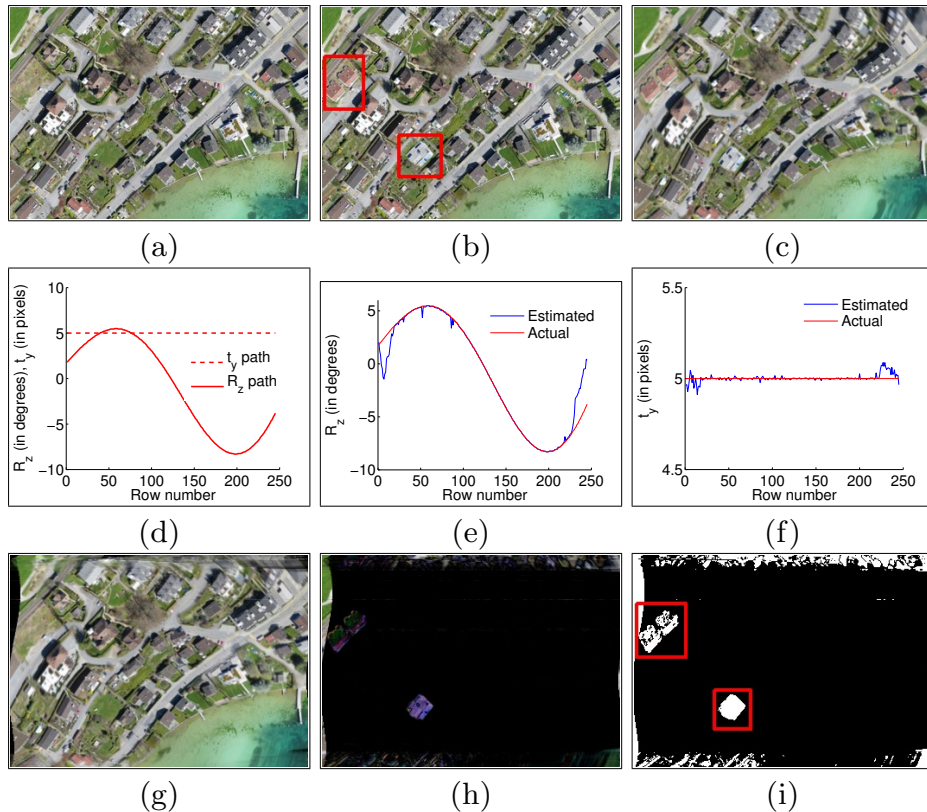 (a)
(b)
(c)
10
5
0
−5
−10
0
50
100
150
200
250
R_z (in degrees), t_y (in pixels)
Row number
t_y path
R_z path
5
0
−5
−10
0
50
100
150
200
250
R_z (in degrees)
Row number
Estimated
Actual
5.5
5
4.5
0
50
100
150
200
250
t_y (in pixels)
Row number
Estimated
Actual
(d)
(e)
(f)
(g)
(h)
(i)